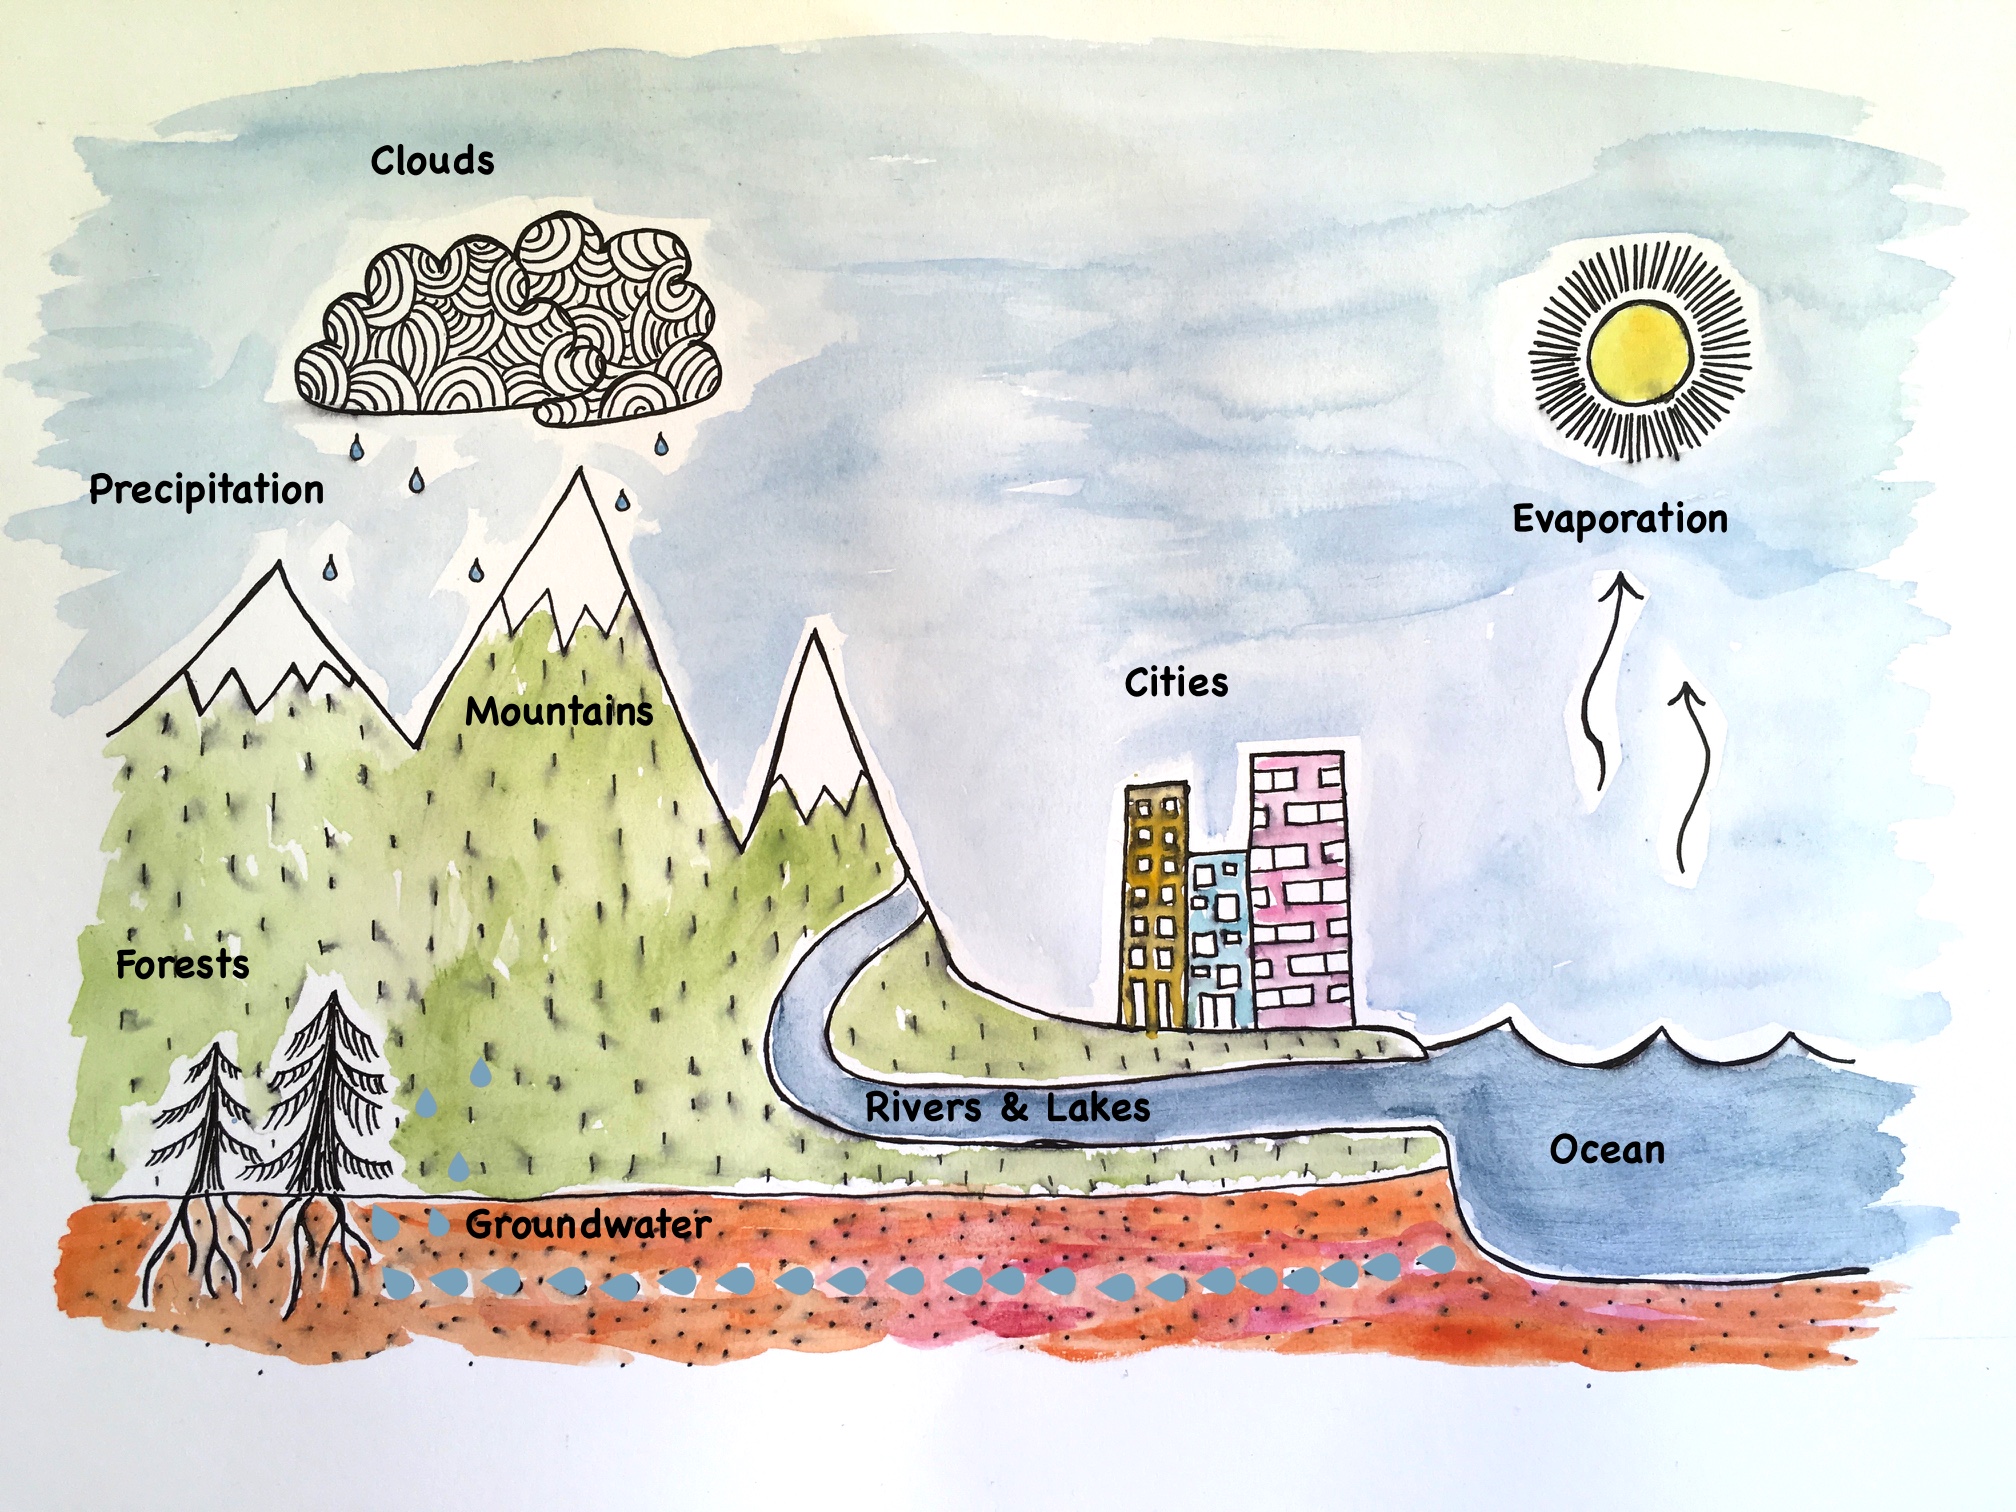 Clouds
Precipitation
Evaporation
Mountains
Cities
Forests
Rivers & Lakes
Ocean
Groundwater